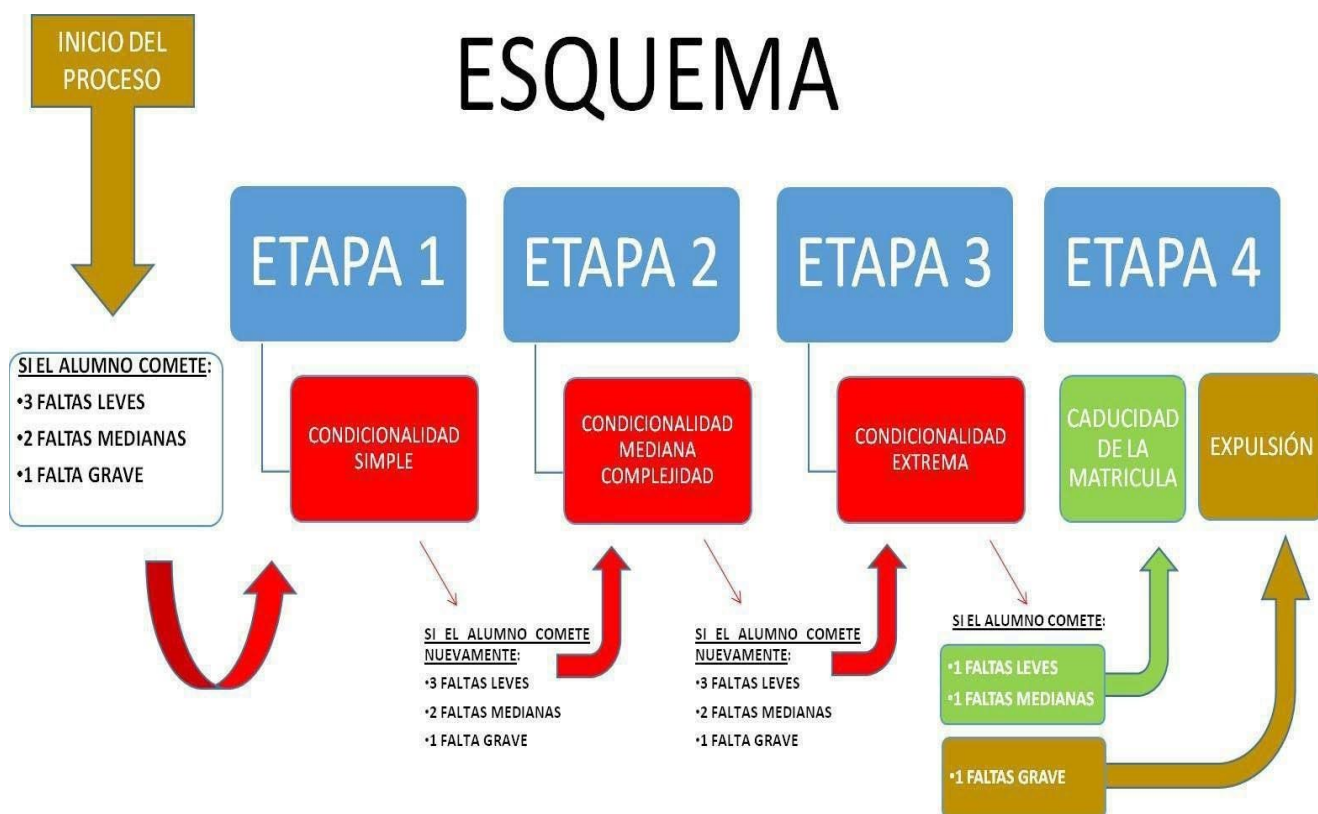 INICIO DEL
PROCESO
ESQUEMA
ETAPA 1
ETAPA 2
ETAPA 3
ETAPA 4
SI EL ALUMNO COMETE:
•3 FALTAS LEVES
•2 FALTAS MEDIANAS
•1 FALTA GRAVE
CONDICIONALIDAD
SIMPLE
CONDICIONALIDAD
MEDIANA
COMPLEJIDAD
CONDICIONALIDAD
EXTREMA
CADUCIDAD
DE LA
MATRICULA
EXPULSIÓN
SI EL ALUMNO COMETE
NUEVAMENTE:
•3 FALTAS LEVES
•2 FALTAS MEDIANAS
•1 FALTA GRAVE
SI EL ALUMNO COMETE
NUEVAMENTE:
•3 FALTAS LEVES
•2 FALTAS MEDIANAS
•1 FALTA GRAVE
SI EL ALUMNO COMETE:
•1 FALTAS LEVES
•1 FALTAS MEDIANAS
•1 FALTAS GRAVE